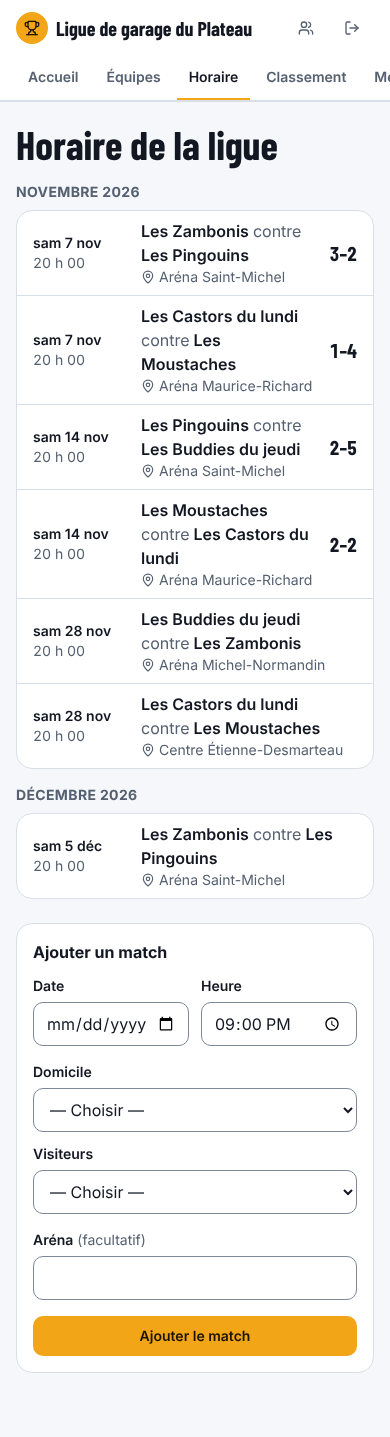 Ligue de garage du Plateau
Accueil Équipes Horaire Classement Me
Horaire de la ligue
NOVEMBRE 2026
sam 7 nov
20 h 00
Les Zambonis contre
Les Pingouins
Aréna Saint-Michel
3–2
sam 7 nov
20 h 00
Les Castors du lundi
contre Les
Moustaches
Aréna Maurice-Richard
1–4
sam 14 nov
20 h 00
Les Pingouins contre
Les Buddies du jeudi
Aréna Saint-Michel
2–5
sam 14 nov
20 h 00
Les Moustaches
contre Les Castors du
lundi
Aréna Maurice-Richard
2–2
sam 28 nov
20 h 00
Les Buddies du jeudi
contre Les Zambonis
Aréna Michel-Normandin
sam 28 nov
20 h 00
Les Castors du lundi
contre Les Moustaches
Centre Étienne-Desmarteau
DÉCEMBRE 2026
sam 5 déc
20 h 00
Les Zambonis contre Les
Pingouins
Aréna Saint-Michel
Ajouter un match
Date Heure
mm/dd/yyyy 09:00 PM
Domicile
— Choisir —
Visiteurs
— Choisir —
Aréna (facultatif)
Ajouter le match